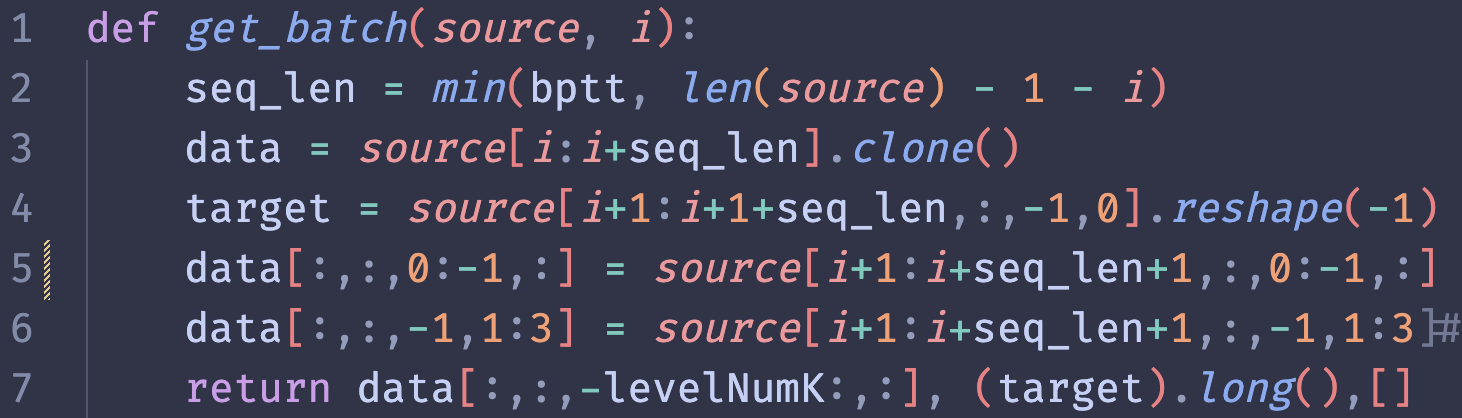 1 def get_batch(source, i):
2 seq_len = min(bptt, len(source) - 1 - i)
3 data = source[i:i+seq_len].clone()
4 target = source[i+1:i+1+seq_len,:,-1,0].reshape(-1)
5 data[:,:,0:-1,:] = source[i+1:i+seq_len+1,:,0:-1,:]
6 data[:,:,-1,1:3] = source[i+1:i+seq_len+1,:,-1,1:3]#
7 return data[:,:,-levelNumK:,:], (target).long(),[]